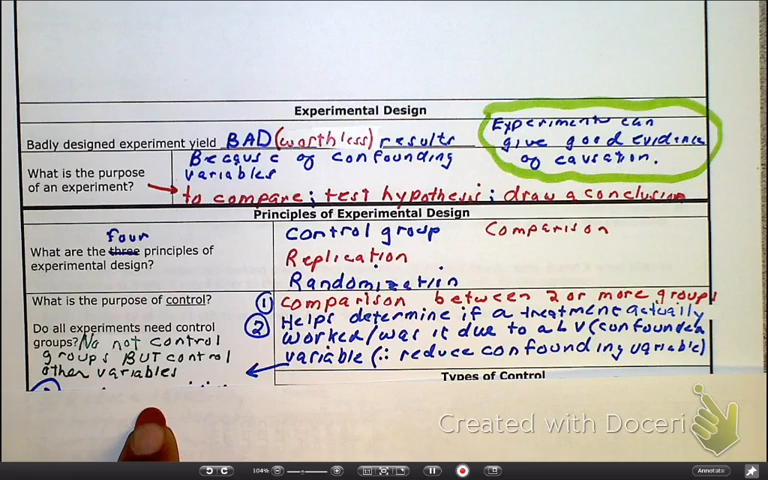 Experimental Design
Badly designed experiment yield BAD (worthless) results
Beacuse of confounding
variables
Experiments can
give good evidence
of causation.
What is the purpose
of an experiment?
to compare; test hypothesis; draw a conclusion
Principles of Experimental Design
four
What are the three principles of
experimental design?
control group Comparison
Replication
Randomization
What is the purpose of control?
① comparison between 2 or more groups
② Helps determine if a treatment actually
worked/was it due to a LV (confounded
variable (∴ reduce confounding variable)
Do all experiments need control
groups? No not control
groups BUT control
other variables
Types of Control
Created with Doceri
104%
Annotate